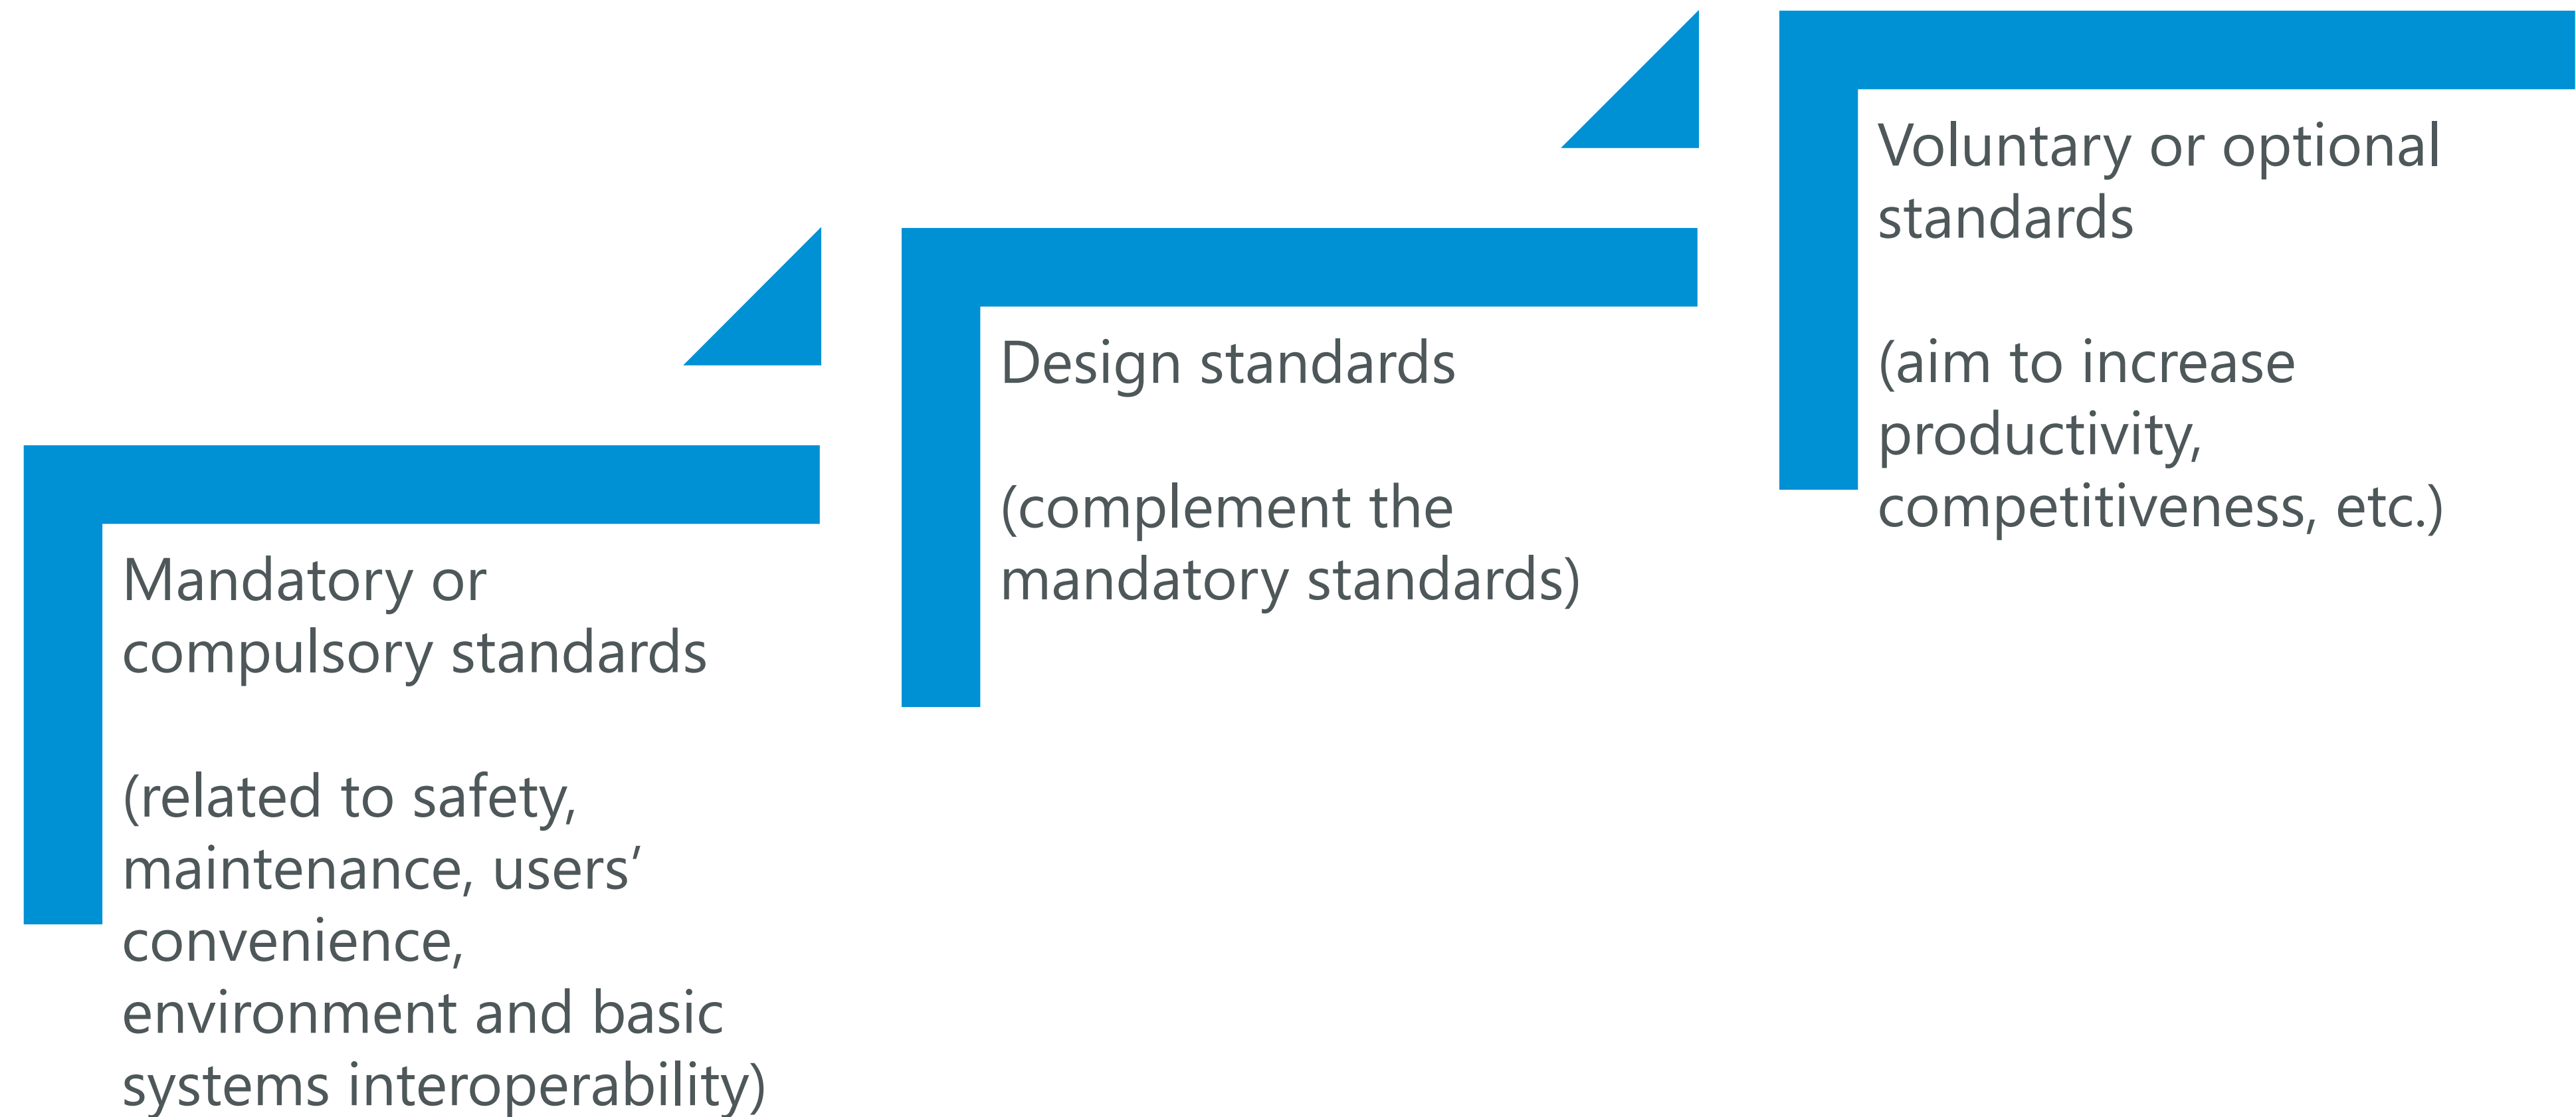 Mandatory or
compulsory standards
(related to safety,
maintenance, users’
convenience,
environment and basic
systems interoperability)
Design standards
(complement the
mandatory standards)
Voluntary or optional
standards
(aim to increase
productivity,
competitiveness, etc.)